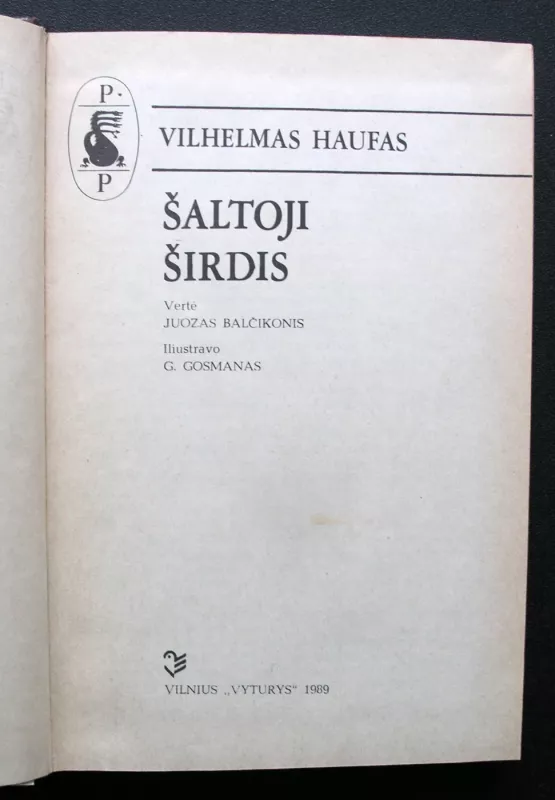 P.
P
VILHELMAS HAUFAS
ŠALTOJI
ŠIRDIS
Vertė
JUOZAS BALČIKONIS
Iliustravo
G. GOSMANAS
VILNIUS „VYTURYS" 1989